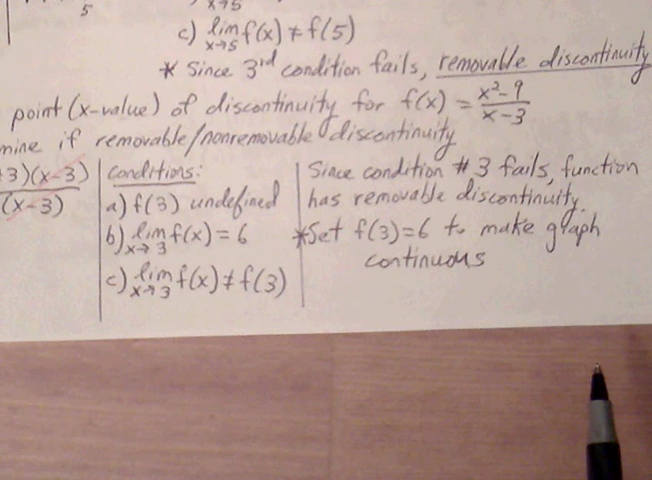 x→5
5
c) lim f(x) ≠ f(5)
x→5
* Since 3rd condition fails, removable discontinuity
point (x-value) of discontinuity for f(x) = x²-9
x-3
mine if removable/nonremovable discontinuity
+3)(x-3)
(x-3)
conditions:
a) f(3) undefined
b) lim f(x) = 6
x→3
c) lim f(x) ≠ f(3)
x→3
Since condition #3 fails, function
has removable discontinuity.
*Set f(3)=6 to make graph
continuous